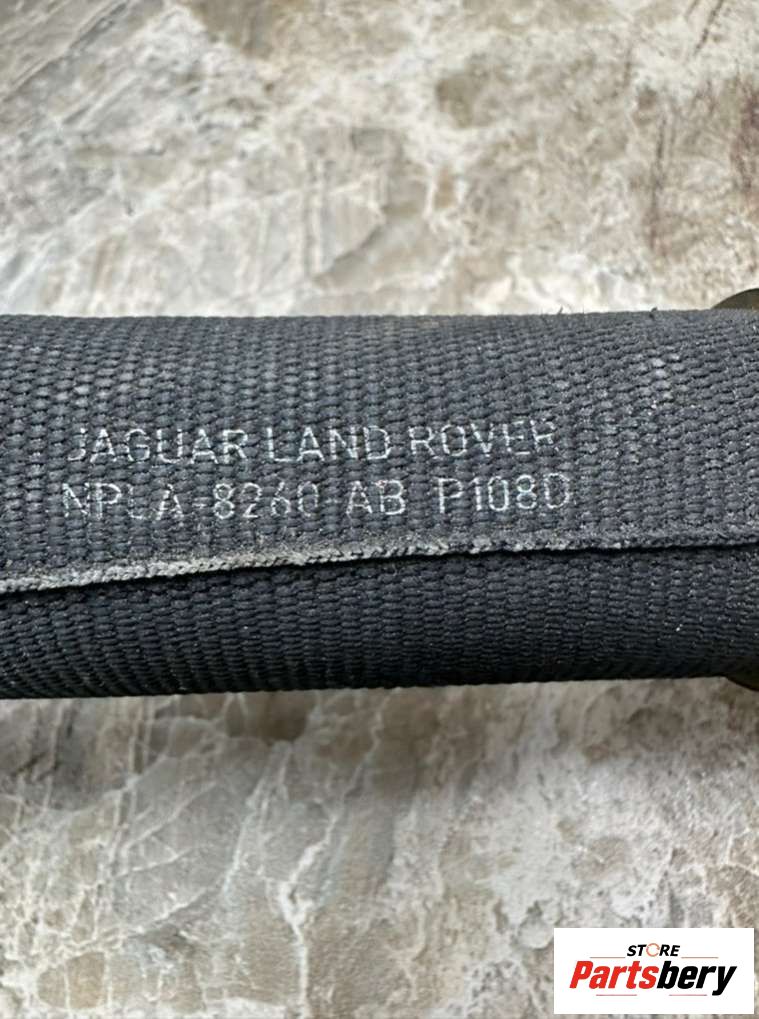 JAGUAR LAND ROVER
NPLA-8260-AB P108D
STORE
Partsbery